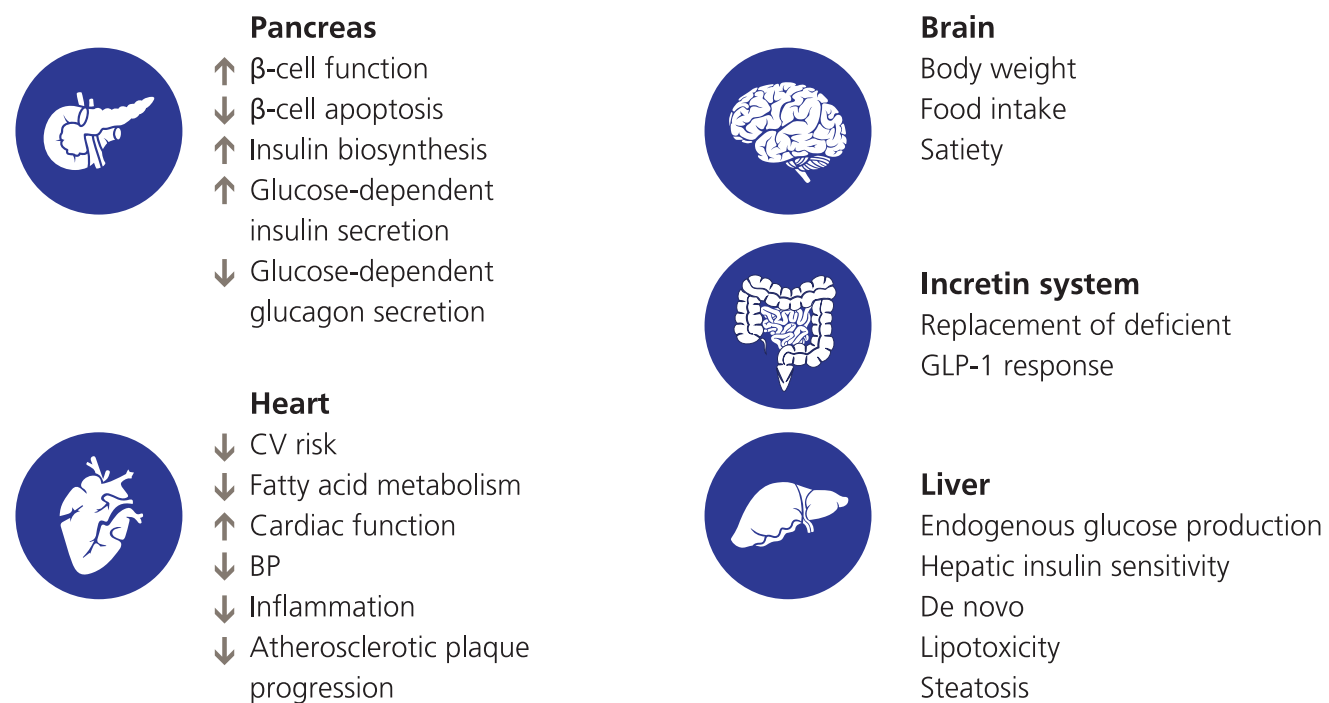 Pancreas
↑ β-cell function
↓ β-cell apoptosis
↑ Insulin biosynthesis
↑ Glucose-dependent
insulin secretion
↓ Glucose-dependent
glucagon secretion
Heart
↓ CV risk
↓ Fatty acid metabolism
↑ Cardiac function
↓ BP
↓ Inflammation
↓ Atherosclerotic plaque
progression
Brain
Body weight
Food intake
Satiety
Incretin system
Replacement of deficient
GLP-1 response
Liver
Endogenous glucose production
Hepatic insulin sensitivity
De novo
Lipotoxicity
Steatosis